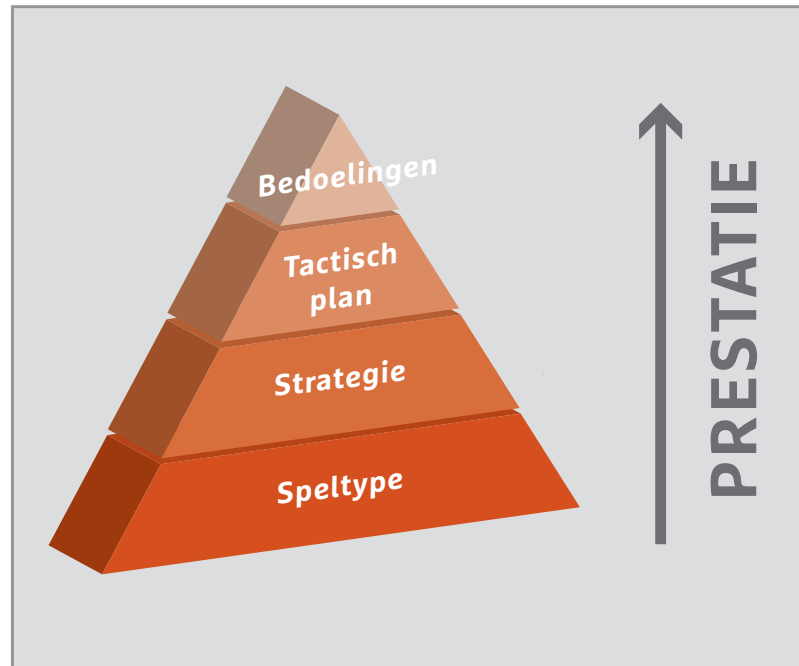 Bedoelingen
Tactisch
plan
Strategie
Speltype
PRESTATIE